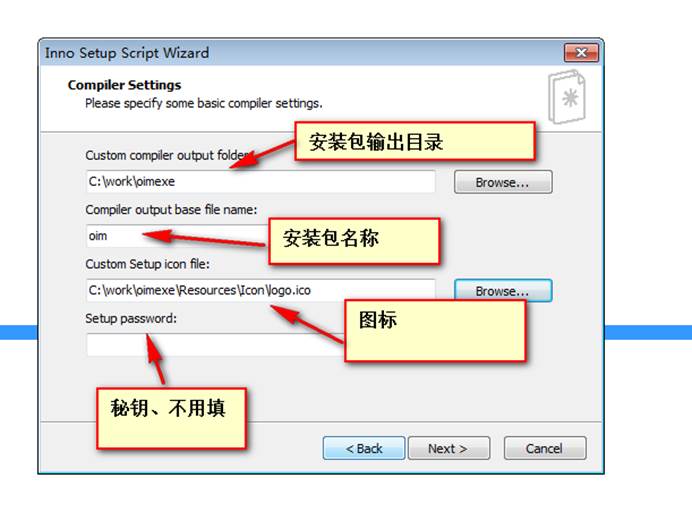 Inno Setup Script Wizard
Compiler Settings
Please specify some basic compiler settings.
安装包输出目录
Custom compiler output folder
C:\work\oimexe
Browse...
Compiler output base file name:
oim
安装包名称
Custom Setup icon file:
C:\work\oimexe\Resources\Icon\logo.ico
Browse...
图标
Setup password:
秘钥、不用填
< Back
Next >
Cancel